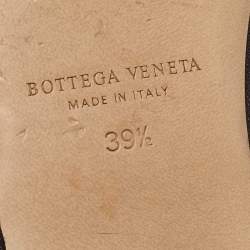 BOTTEGA VENETA
MADE IN ITALY
39½